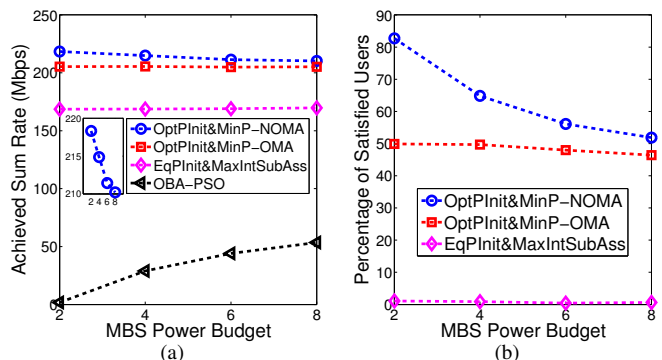 250
200
150
100
50
0
Achieved Sum Rate (Mbps)
220
215
210
2 4 6 8
OptPInit&MinP-NOMA
OptPInit&MinP-OMA
EqPInit&MaxIntSubAss
OBA-PSO
2 4 6 8
MBS Power Budget
(a)
90
80
70
60
50
40
30
20
10
0
Percentage of Satisfied Users
OptPInit&MinP-NOMA
OptPInit&MinP-OMA
EqPInit&MaxIntSubAss
2 4 6 8
MBS Power Budget
(b)